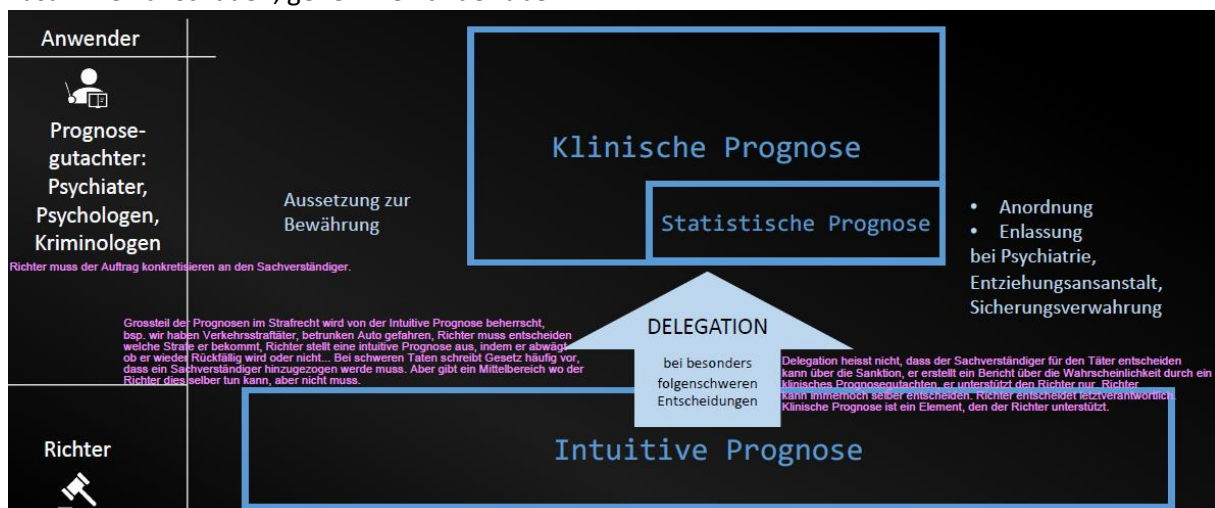 Anwender
Prognose-
gutachter:
Psychiater,
Psychologen,
Kriminologen
Richter muss der Auftrag konkretisieren an den Sachverständiger.
Aussetzung zur
Bewährung
Klinische Prognose
Statistische Prognose
• Anordnung
• Enlassung
bei Psychiatrie,
Entziehungsansanstalt,
Sicherungsverwahrung
Grossteil der Prognosen im Strafrecht wird von der Intuitive Prognose beherrscht,
bsp. wir haben Verkehrsstraftäter, betrunken Auto gefahren, Richter muss entscheiden
welche Strafe er bekommt, Richter stellt eine intuitive Prognose aus, indem er abwägt
ob er wieder Rückfällig wird oder nicht... Bei schweren Taten schreibt Gesetz häufig vor,
dass ein Sachverständiger hinzugezogen werde muss. Aber gibt ein Mittelbereich wo der
Richter dies selber tun kann, aber nicht muss.
DELEGATION
bei besonders
folgenschweren
Entscheidungen
Delegation heisst nicht, dass der Sachverständiger für den Täter entscheiden
kann über die Sanktion, er erstellt ein Bericht über die Wahrscheinlichkeit durch ein
klinisches Prognosegutachten, er unterstützt den Richter nur. Richter
kann immernoch selber entscheiden. Richter entscheidet letztverantwortlich.
Klinische Prognose ist ein Element, den der Richter unterstützt.
Richter
Intuitive Prognose